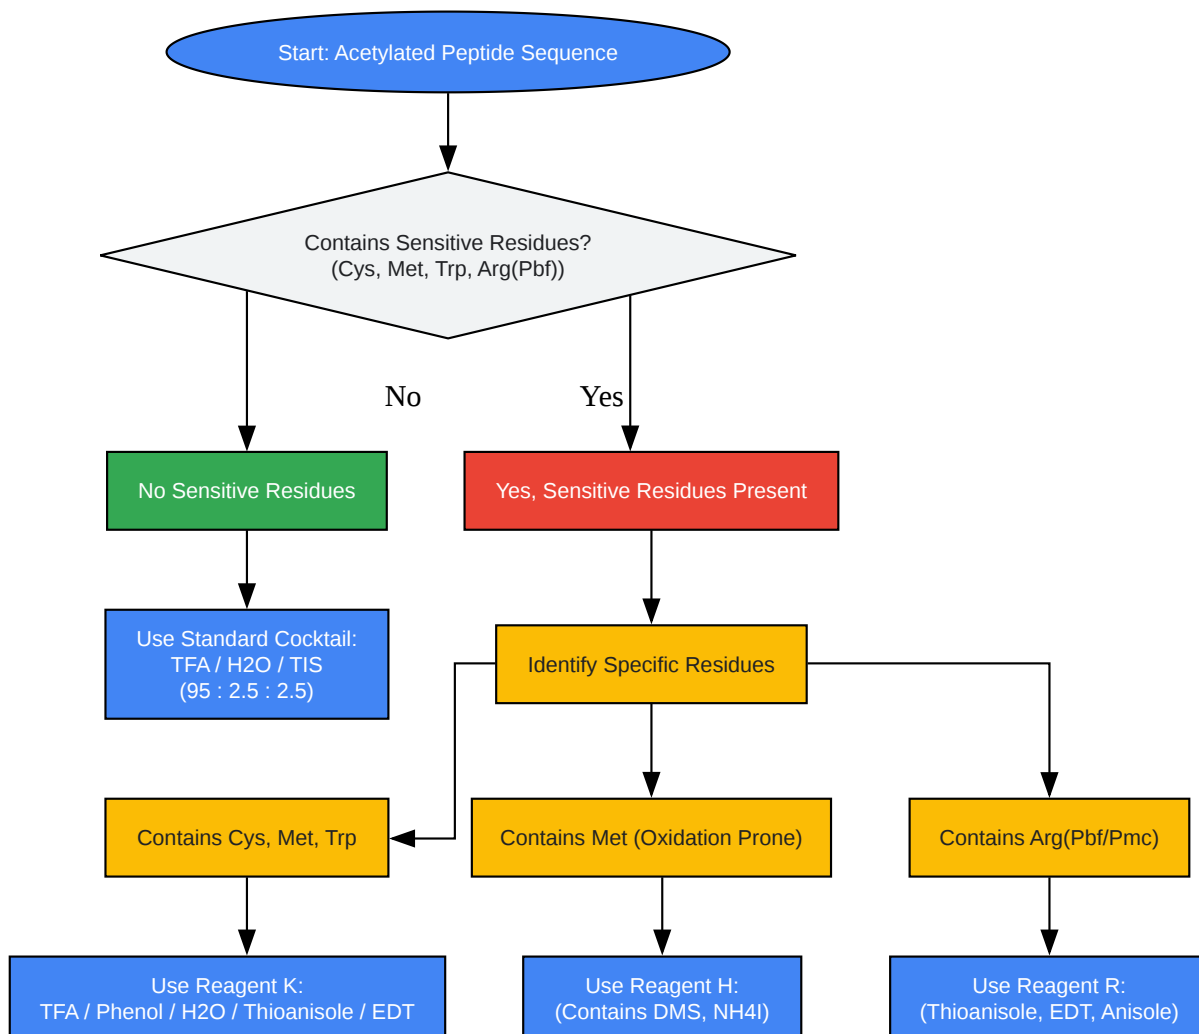 Start: Acetylated Peptide Sequence
Contains Sensitive Residues?
(Cys, Met, Trp, Arg(Pbf))
No
Yes
No Sensitive Residues
Yes, Sensitive Residues Present
Use Standard Cocktail:
TFA / H2O / TIS
(95 : 2.5 : 2.5)
Identify Specific Residues
Contains Cys, Met, Trp
Contains Met (Oxidation Prone)
Contains Arg(Pbf/Pmc)
Use Reagent K:
TFA / Phenol / H2O / Thioanisole / EDT
Use Reagent H:
(Contains DMS, NH4I)
Use Reagent R:
(Thioanisole, EDT, Anisole)